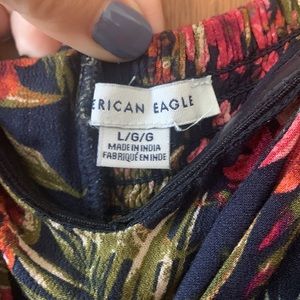 ERICAN EAGLE
L/G/G
MADE IN INDIA
FABRIQUÉ EN INDE